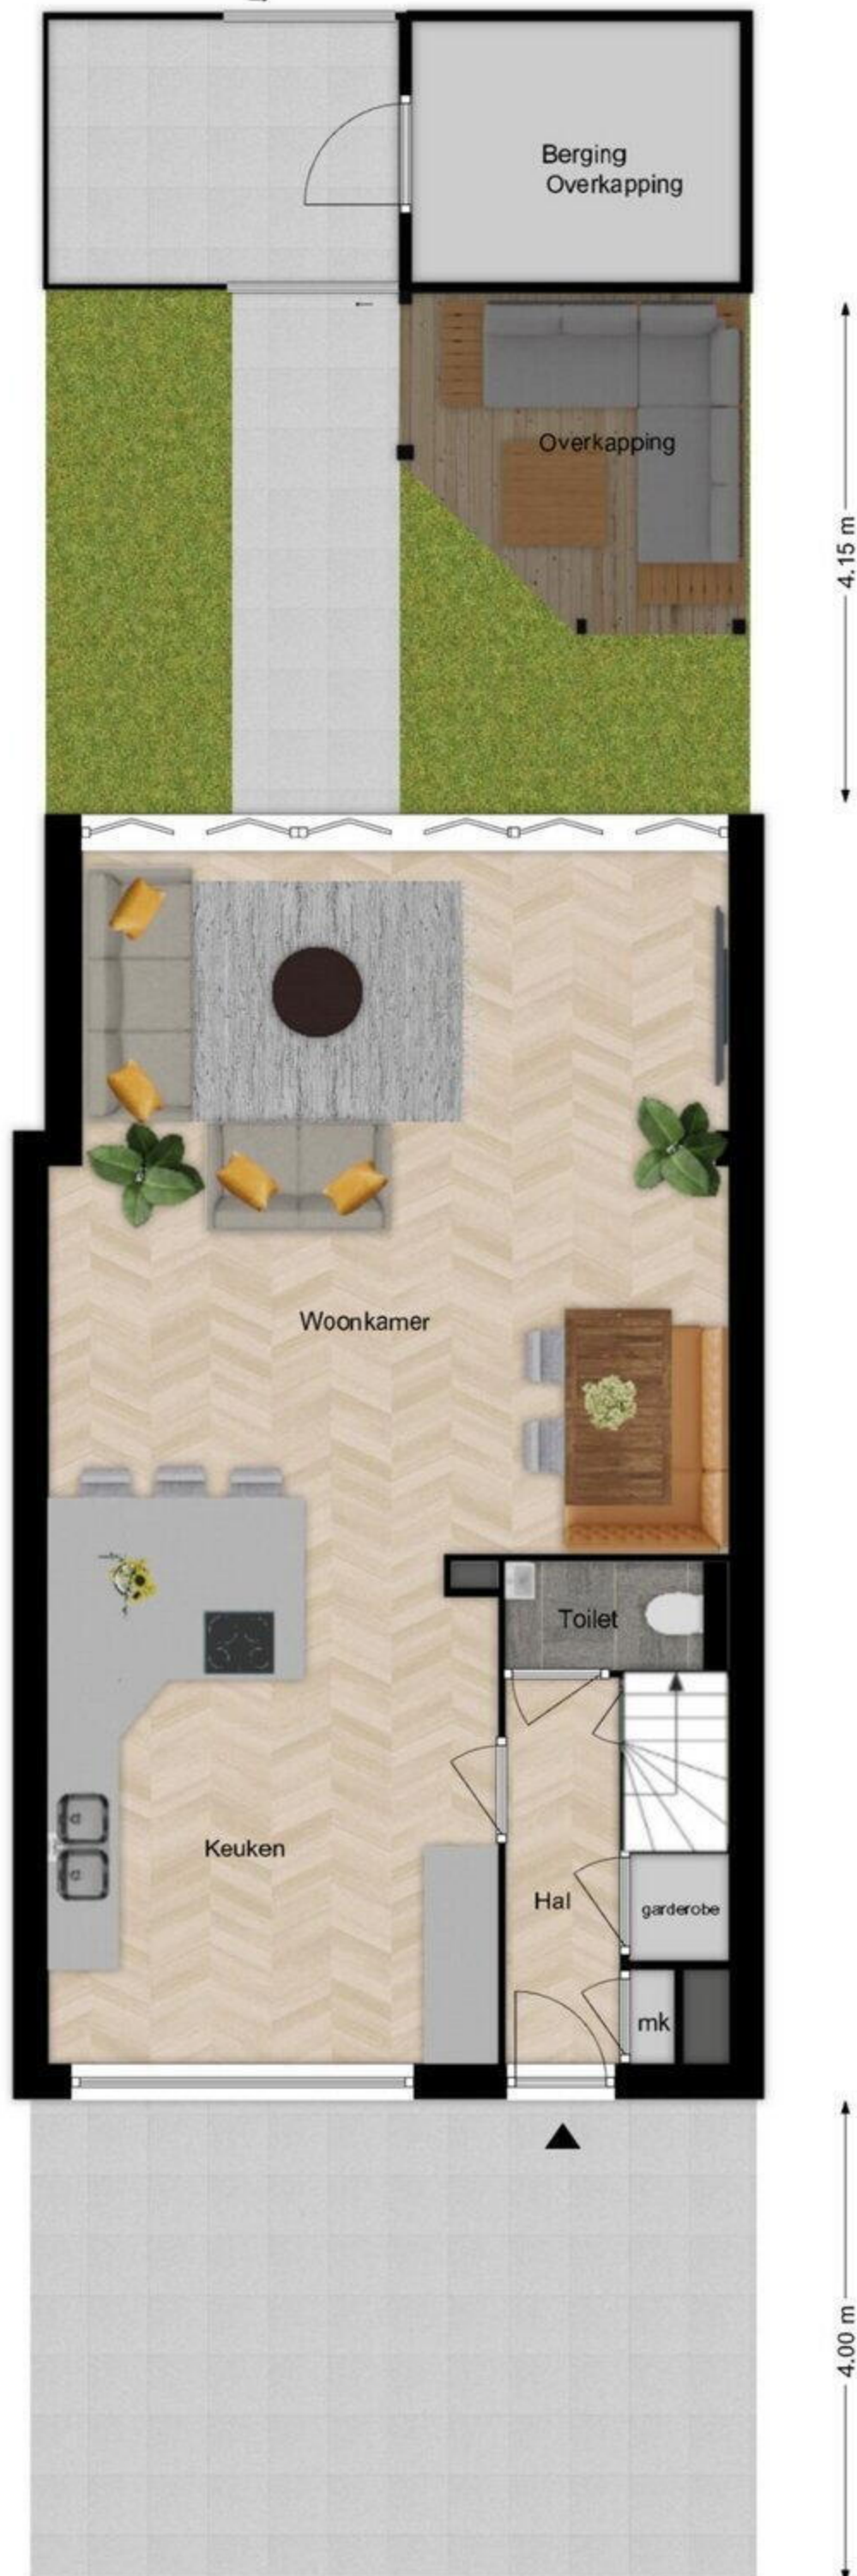 Berging
Overkapping
Overkapping
4.15 m
Woonkamer
Toilet
Keuken
Hal
garderobe
mk
4.00 m